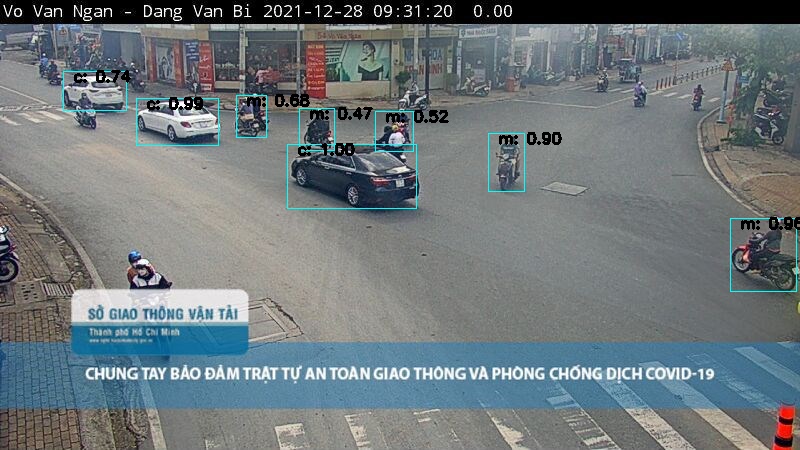 Vo Van Ngan - Dang Van Bi 2021-12-28 09:31:20 0.00
c: 0.74
c: 0.99
m: 0.68
m: 0.47
m: 0.52
c: 1.00
m: 0.90
m: 0.96
SỞ GIAO THÔNG VẬN TẢI
Thành phố Hồ Chí Minh
CHUNG TAY BẢO ĐẢM TRẬT TỰ AN TOÀN GIAO THÔNG VÀ PHÒNG CHỐNG DỊCH COVID-19